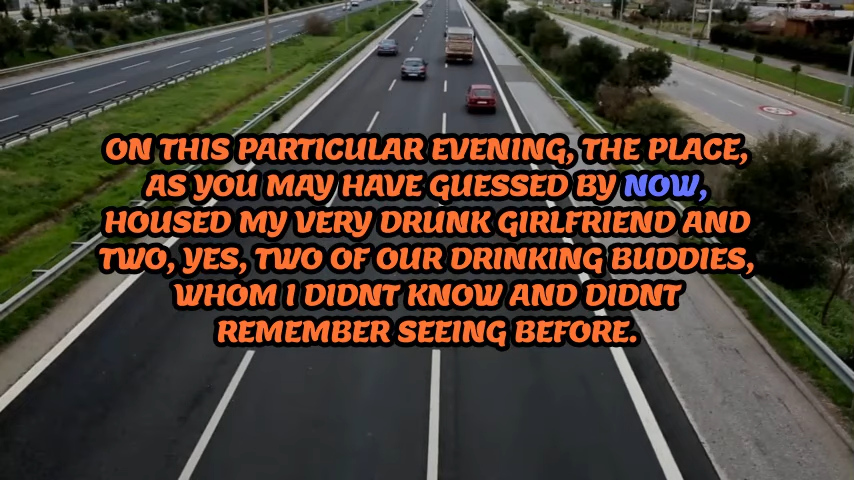 ON THIS PARTICULAR EVENING, THE PLACE,
AS YOU MAY HAVE GUESSED BY NOW,
HOUSED MY VERY DRUNK GIRLFRIEND AND
TWO, YES, TWO OF OUR DRINKING BUDDIES,
WHOM I DIDNT KNOW AND DIDNT
REMEMBER SEEING BEFORE.